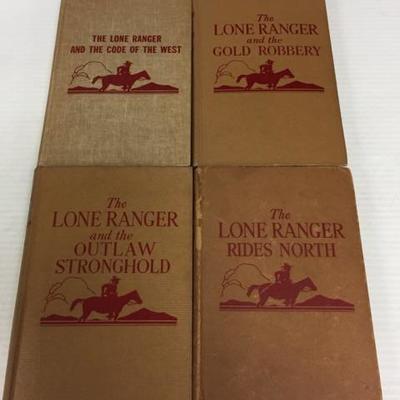 THE LONE RANGER
AND THE CODE OF THE WEST
The
LONE RANGER
and the
GOLD ROBBERY
The
LONE RANGER
and the
OUTLAW
STRONGHOLD
The
LONE RANGER
RIDES NORTH